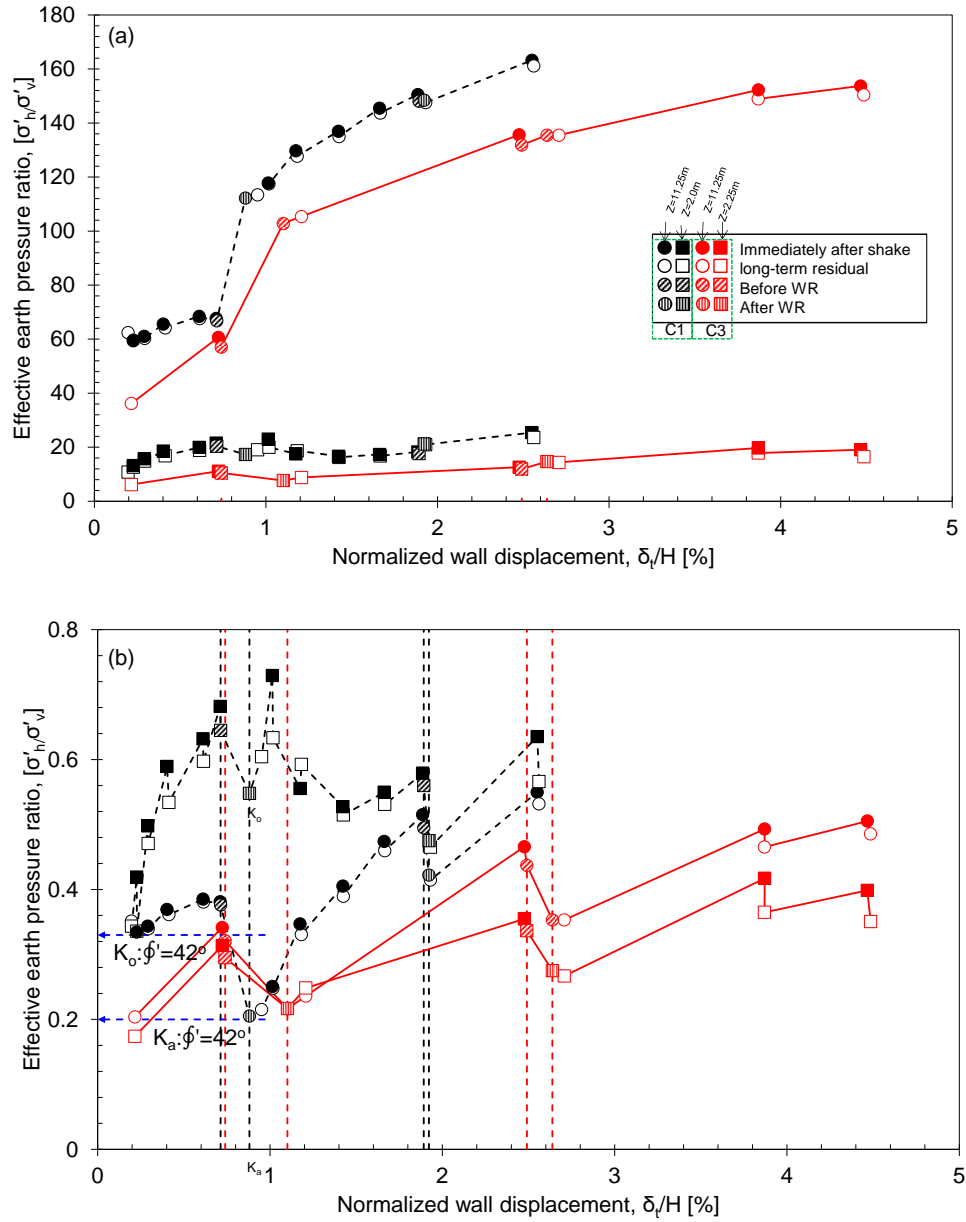 (a)
180
160
140
120
100
80
60
40
20
0
Effective earth pressure ratio, [σ'h/σ'v]
0 1 2 3 4 5
Normalized wall displacement, δt/H [%]
Z=11.25m
Z=2.0m
Z=11.25m
Z=2.25m
Immediately after shake
long-term residual
Before WR
After WR
C1 C3
(b)
0.8
0.6
0.4
0.2
0
Effective earth pressure ratio, [σ'h/σ'v]
Ko
Ko:∮'=42o
Ka:∮'=42o
Ka
0 1 2 3 4 5
Normalized wall displacement, δt/H [%]